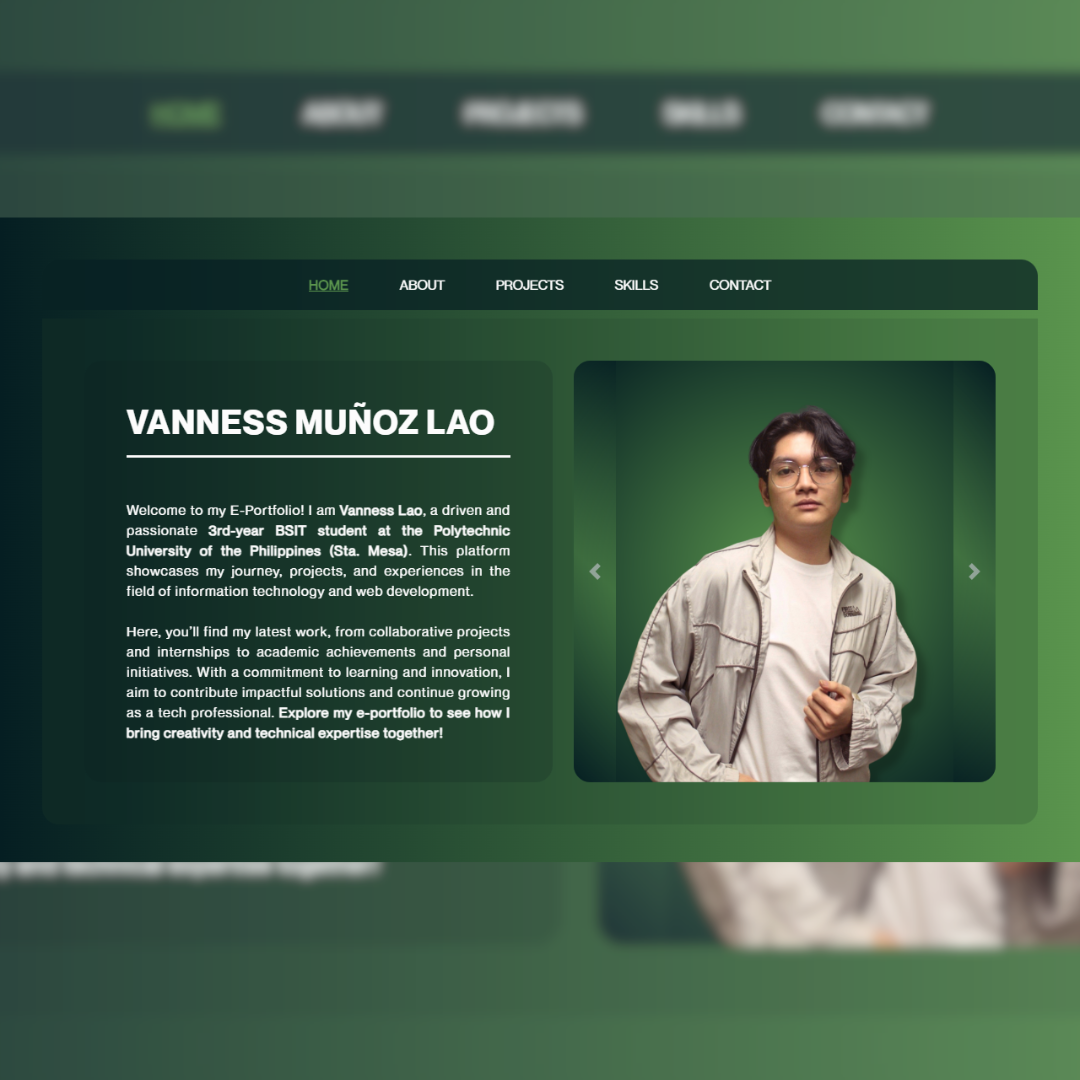 HOME ABOUT PROJECTS SKILLS CONTACT
HOME ABOUT PROJECTS SKILLS CONTACT
VANNESS MUÑOZ LAO
Welcome to my E-Portfolio! I am Vanness Lao, a driven and
passionate 3rd-year BSIT student at the Polytechnic
University of the Philippines (Sta. Mesa). This platform
showcases my journey, projects, and experiences in the
field of information technology and web development.
Here, you’ll find my latest work, from collaborative projects
and internships to academic achievements and personal
initiatives. With a commitment to learning and innovation, I
aim to contribute impactful solutions and continue growing
as a tech professional. Explore my e-portfolio to see how I
bring creativity and technical expertise together!